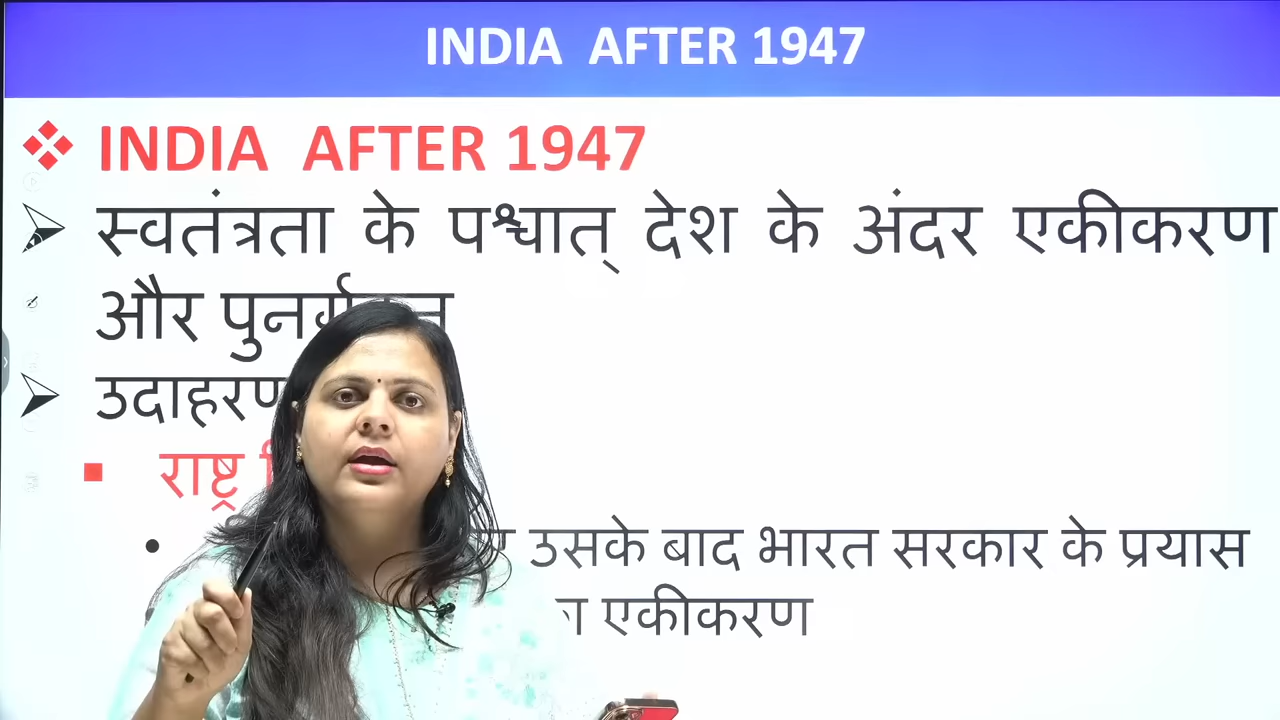 INDIA AFTER 1947
INDIA AFTER 1947
स्वतंत्रता के पश्चात् देश के अंदर एकीकरण
और
उदाहरण
राष्ट्र
उसके बाद भारत सरकार के प्रयास
एकीकरण